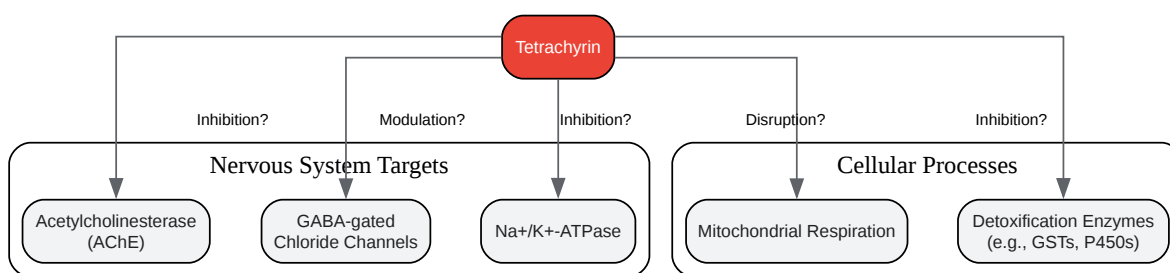 Tetrachyrin
Inhibition?
Modulation?
Inhibition?
Disruption?
Inhibition?
Nervous System Targets
Cellular Processes
Acetylcholinesterase
(AChE)
GABA-gated
Chloride Channels
Na+/K+-ATPase
Mitochondrial Respiration
Detoxification Enzymes
(e.g., GSTs, P450s)